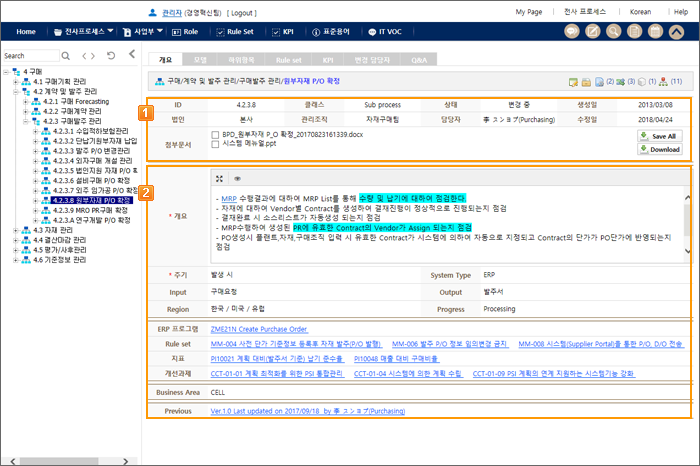 관리자 (경영혁신팀) [ Logout ]
My Page 전사 프로세스 Korean Help
Home 전사프로세스 사업부 Role Rule Set KPI 표준용어 IT VOC
Search
개요 모델 하위항목 Rule set KPI 변경 담당자 Q&A
4 구매
4.1 구매기획 관리
4.2 계약 및 발주 관리
4.2.1 구매 Forecasting
4.2.2 구매계약 관리
4.2.3 구매발주 관리
4.2.3.1 수입적하보험관리
4.2.3.2 단납기원부자재 납입
4.2.3.3 발주 P/O 변경관리
4.2.3.4 외자구매 개설 관리
4.2.3.5 법인지원 자재 P/O 확
4.2.3.6 설비구매 P/O 확정
4.2.3.7 외주 임가공 P/O 확정
4.2.3.8 원부자재 P/O 확정
4.2.3.9 MRO PR구매 확정
4.2.3.A 연구개발 P/O 확정
4.3 자재 관리
4.4 결산마감 관리
4.5 평가/사후관리
4.6 기준정보 관리
구매/계약 및 발주 관리/구매발주 관리/원부자재 P/O 확정
(2) (3) (1) (11)
1
ID 4.2.3.8 클래스 Sub process 상태 변경 중 생성일 2013/03/08
법인 본사 관리조직 자재구매팀 담당자 李 スンヨプ(Purchasing) 수정일 2018/04/24
첨부문서
BPD_원부자재 P_O 확정_20170823161339.docx
시스템 메뉴얼.ppt
Save All
Download
2
* 개요
- MRP 수행결과에 대하여 MRP List를 통해 수량 및 납기에 대하여 점검한다.
- 자재에 대하여 Vendor별 Contract를 생성하여 결재진행이 정상적으로 진행되는지 점검
- 결재완료 시 소스리스트가 자동생성 되는지 점검
- MRP수행하여 생성된 PR에 유효한 Contract의 Vendor가 Assign 되는지 점검
- PO생성시 플랜트,자재,구매조직 입력 시 유효한 Contract가 시스템에 의하여 자동으로 지정되고 Contract의 단가가 PO단가에 반영되는지
점검
* 주기 발생 시 System Type ERP
Input 구매요청 Output 발주서
Region 한국 / 미국 / 유럽 Progress Processing
ERP 프로그램 ZME21N Create Purchase Order
Rule set MM-004 사전 단가 기준정보 등록후 자재 발주(P/O 발행) MM-006 발주 P/O 정보 임의변경 금지 MM-008 시스템(Supplier Portal)을 통한 P/O, D/O 전송
지표 PI10021 계획 대비(발주서 기준) 납기 준수율 PI10048 매출 대비 구매비율
개선과제 CCT-01-01 계획 최적화를 위한 PSI 통합관리 CCT-01-04 시스템에 의한 계획 수립 CCT-01-09 PSI 계획의 연계 지원하는 시스템기능 강화
Business Area CELL
Previous Ver.1.0 Last updated on 2017/09/18 by 李 スンヨプ(Purchasing)